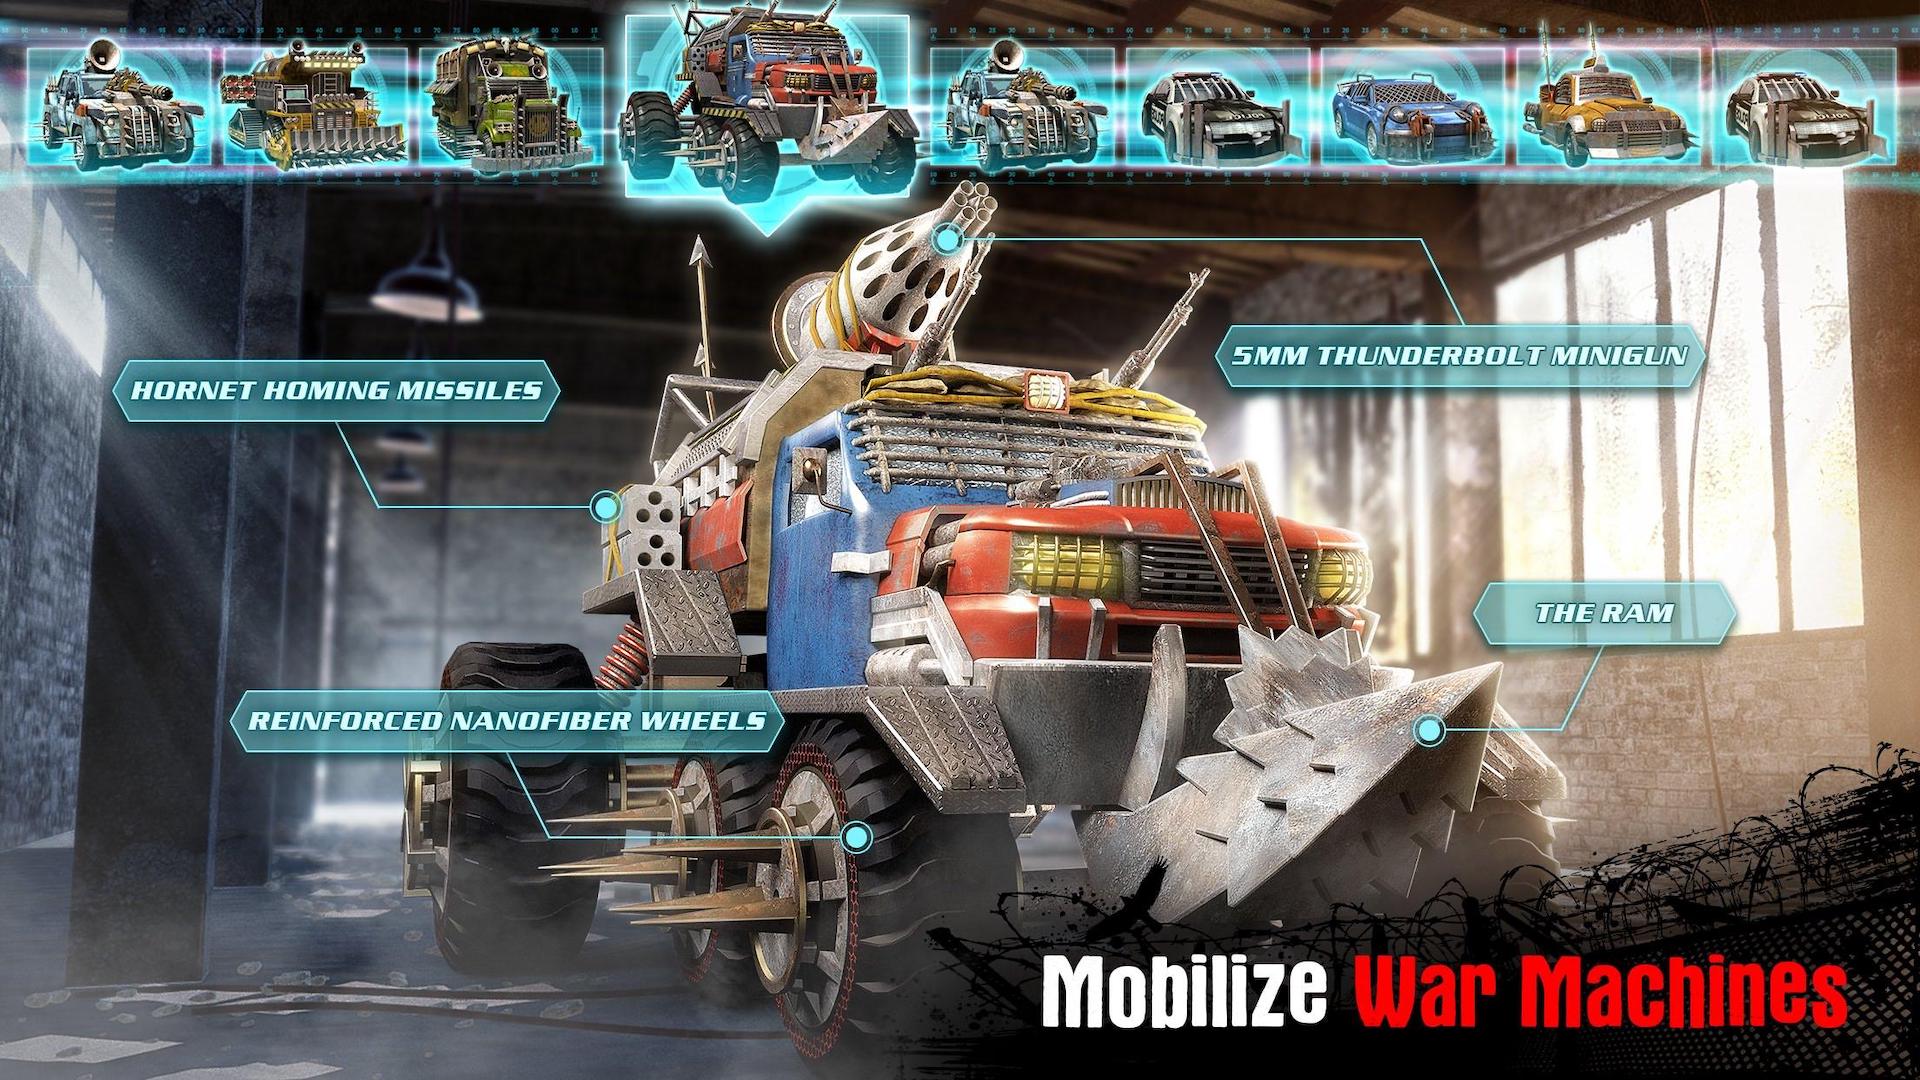 HORNET HOMING MISSILES
5MM THUNDERBOLT MINIGUN
THE RAM
REINFORCED NANOFIBER WHEELS
Mobilize War Machines